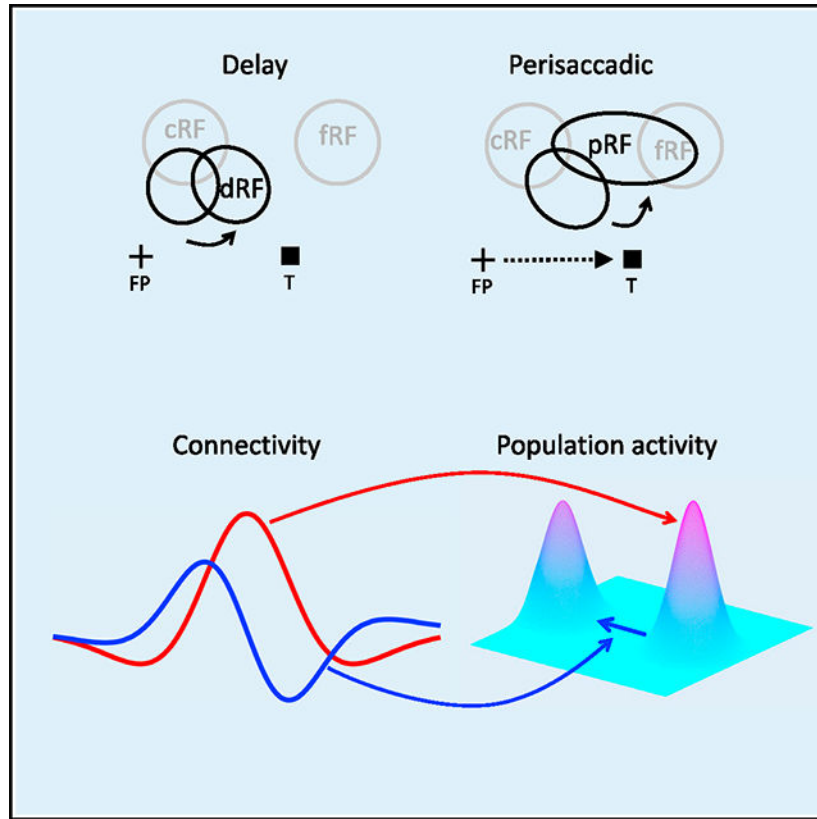 Delay
Perisaccadic
cRF
fRF
dRF
cRF
pRF
fRF
FP
T
FP
T
Connectivity
Population activity